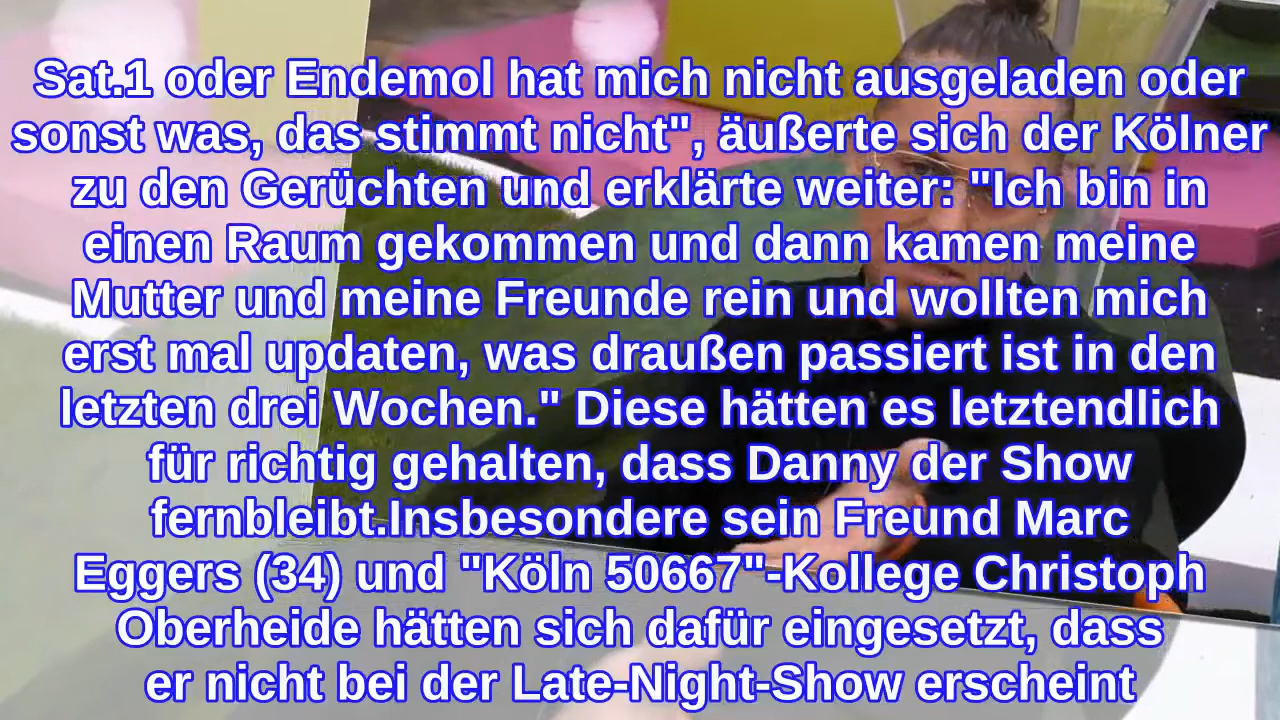 Sat.1 oder Endemol hat mich nicht ausgeladen oder
sonst was, das stimmt nicht", äußerte sich der Kölner
zu den Gerüchten und erklärte weiter: "Ich bin in
einen Raum gekommen und dann kamen meine
Mutter und meine Freunde rein und wollten mich
erst mal updaten, was draußen passiert ist in den
letzten drei Wochen." Diese hätten es letztendlich
für richtig gehalten, dass Danny der Show
fernbleibt.Insbesondere sein Freund Marc
Eggers (34) und "Köln 50667"-Kollege Christoph
Oberheide hätten sich dafür eingesetzt, dass
er nicht bei der Late-Night-Show erscheint